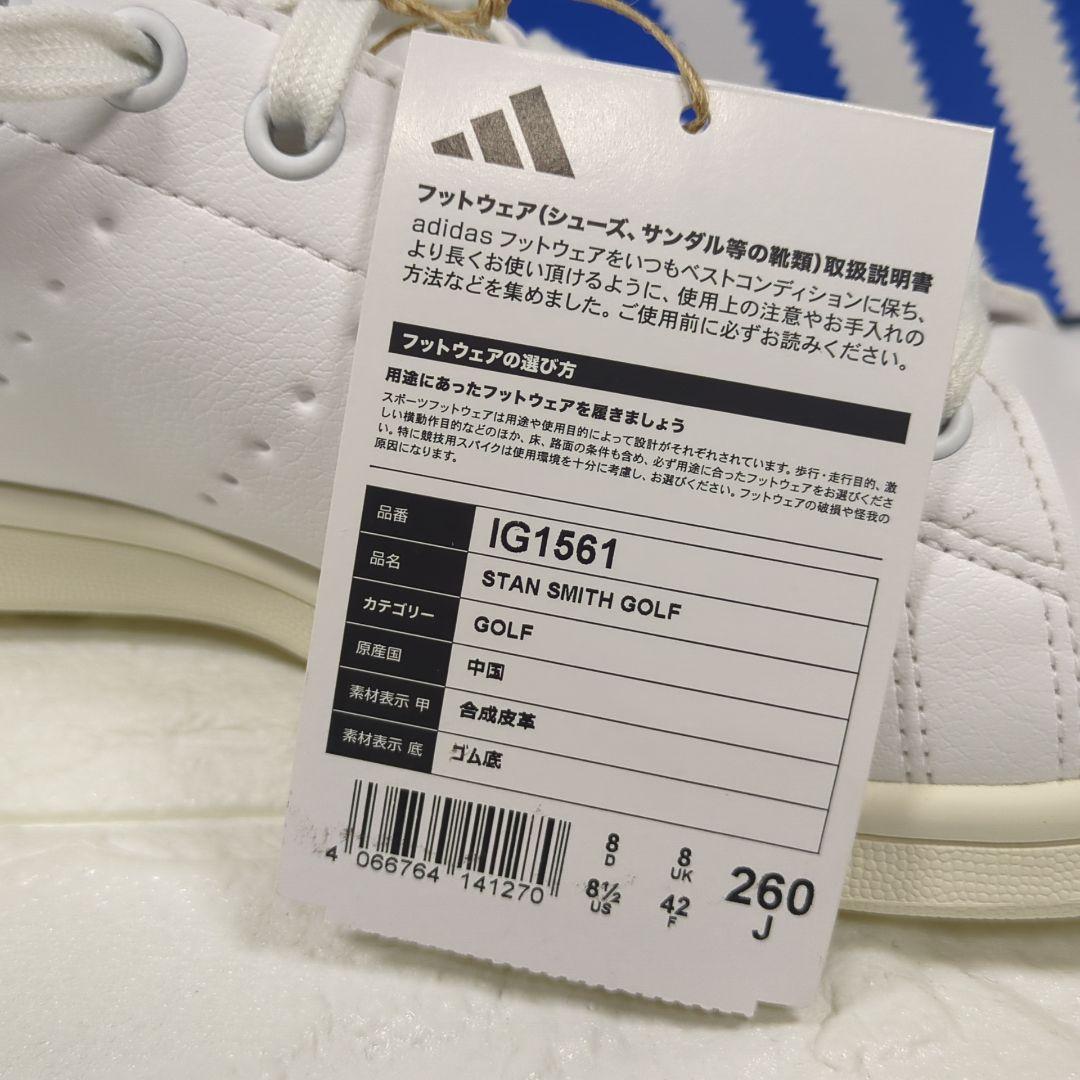 フットウェア(シューズ、サンダル等の靴類)取扱説明書
adidas フットウェアをいつもベストコンディションに保ち、
より長くお使い頂けるように、使用上の注意やお手入れの
方法などを集めました。ご使用前に必ずお読みください。
フットウェアの選び方
用途にあったフットウェアを履きましょう
スポーツフットウェアは用途や使用目的によって設計がそれぞれされています。歩行・走行目的、激
しい横動作目的などのほか、床、路面の条件も含め、必ず用途に合ったフットウェアをお選びくださ
い。特に競技用スパイクは使用環境を十分に考慮し、お選びください。フットウェアの破損や怪我の
原因になります。
品番 IG1561
品名 STAN SMITH GOLF
カテゴリー GOLF
原産国 中国
素材表示 甲 合成皮革
素材表示 底 ゴム底
4 066764 141270
8 D 8 UK
8½ US 42 F
260 J